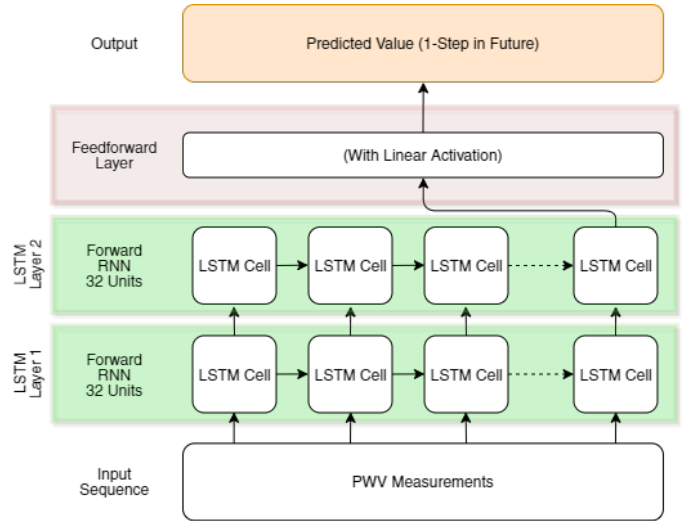 Output
Predicted Value (1-Step in Future)
Feedforward
Layer
(With Linear Activation)
LSTM
Layer 2
Forward
RNN
32 Units
LSTM Cell
LSTM Cell
LSTM Cell
LSTM Cell
LSTM
Layer 1
Forward
RNN
32 Units
LSTM Cell
LSTM Cell
LSTM Cell
LSTM Cell
Input
Sequence
PWV Measurements